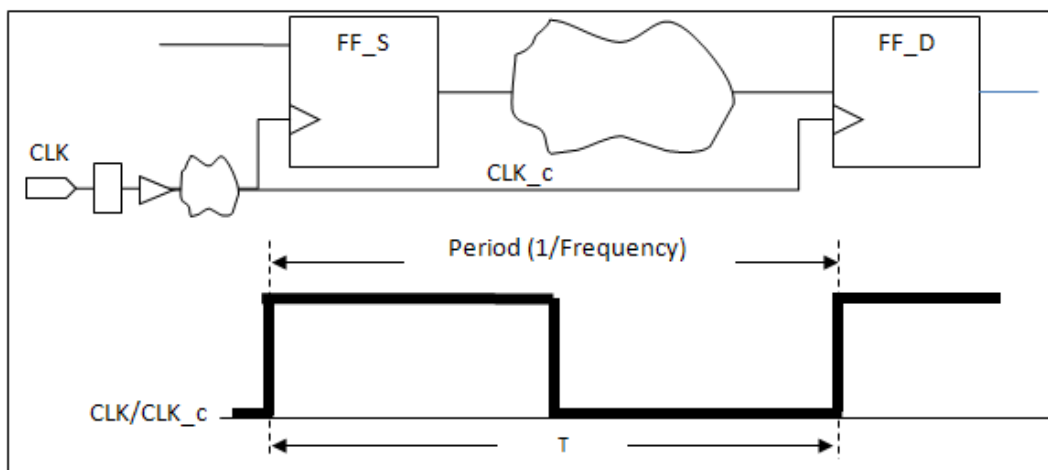 FF_S
FF_D
CLK
CLK_c
Period (1/Frequency)
CLK/CLK_c
T